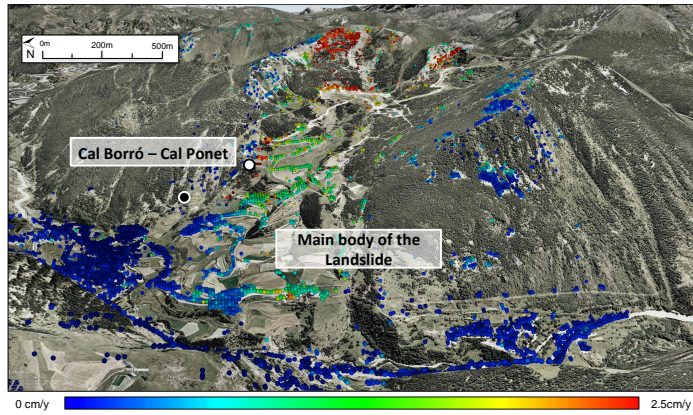 0m 200m 500m
N
Cal Borró – Cal Ponet
Main body of the
Landslide
0 cm/y 2.5cm/y